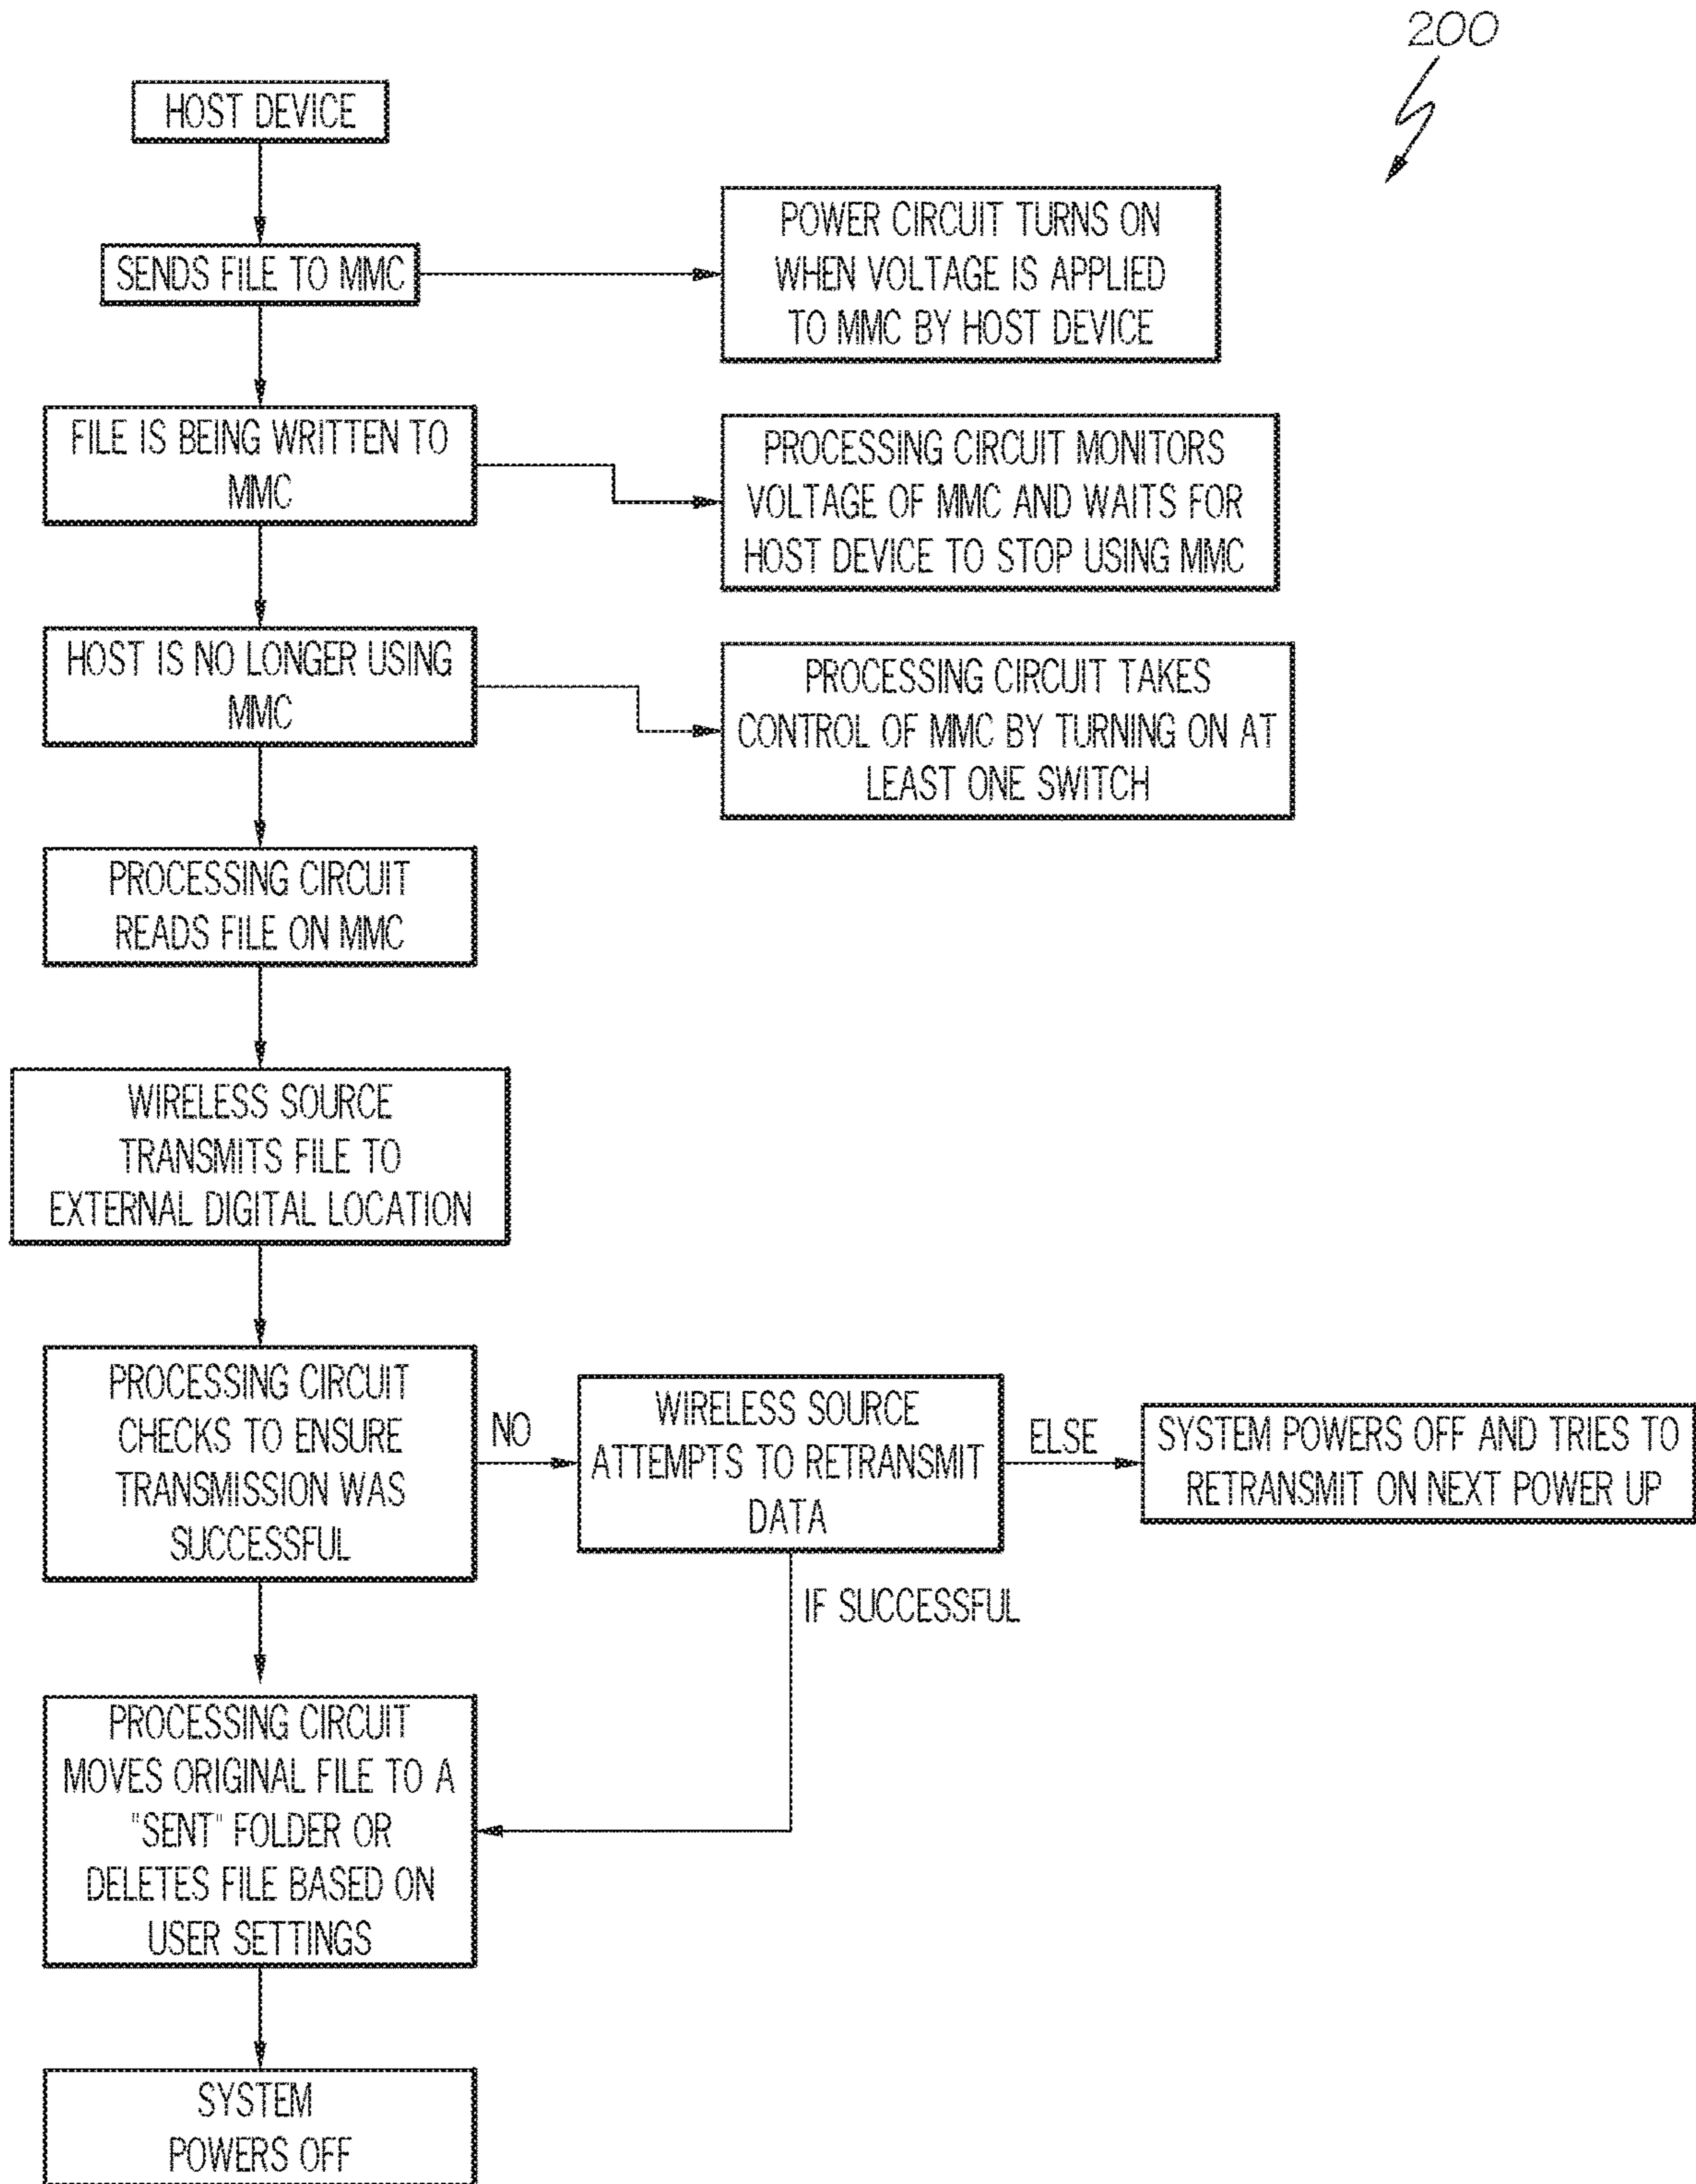 200
HOST DEVICE
SENDS FILE TO MMC
POWER CIRCUIT TURNS ON
WHEN VOLTAGE IS APPLIED
TO MMC BY HOST DEVICE
FILE IS BEING WRITTEN TO
MMC
PROCESSING CIRCUIT MONITORS
VOLTAGE OF MMC AND WAITS FOR
HOST DEVICE TO STOP USING MMC
HOST IS NO LONGER USING
MMC
PROCESSING CIRCUIT TAKES
CONTROL OF MMC BY TURNING ON AT
LEAST ONE SWITCH
PROCESSING CIRCUIT
READS FILE ON MMC
WIRELESS SOURCE
TRANSMITS FILE TO
EXTERNAL DIGITAL LOCATION
PROCESSING CIRCUIT
CHECKS TO ENSURE
TRANSMISSION WAS
SUCCESSFUL
NO
WIRELESS SOURCE
ATTEMPTS TO RETRANSMIT
DATA
ELSE
SYSTEM POWERS OFF AND TRIES TO
RETRANSMIT ON NEXT POWER UP
IF SUCCESSFUL
PROCESSING CIRCUIT
MOVES ORIGINAL FILE TO A
"SENT" FOLDER OR
DELETES FILE BASED ON
USER SETTINGS
SYSTEM
POWERS OFF